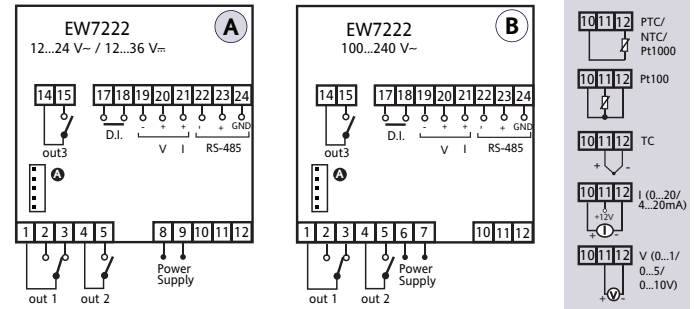 EW7222
A
12...24 V~ / 12...36 V⎓
14 15 17 18 19 20 21 22 23 24
- + + - + GND
D.I.
V I RS-485
out3
A
1 2 3 4 5 8 9 10 11 12
Power
Supply
out 1 out 2
EW7222
B
100...240 V~
14 15 17 18 19 20 21 22 23 24
- + + - + GND
D.I.
V I RS-485
out3
A
1 2 3 4 5 6 7 10 11 12
Power
Supply
out 1 out 2
10 11 12
PTC/
NTC/
Pt1000
10 11 12 Pt100
10 11 12 TC
+ -
10 11 12 I (0...20/
4...20mA)
+12V
+ I -
10 11 12 V (0...1/
0...5/
0...10V)
+ V -